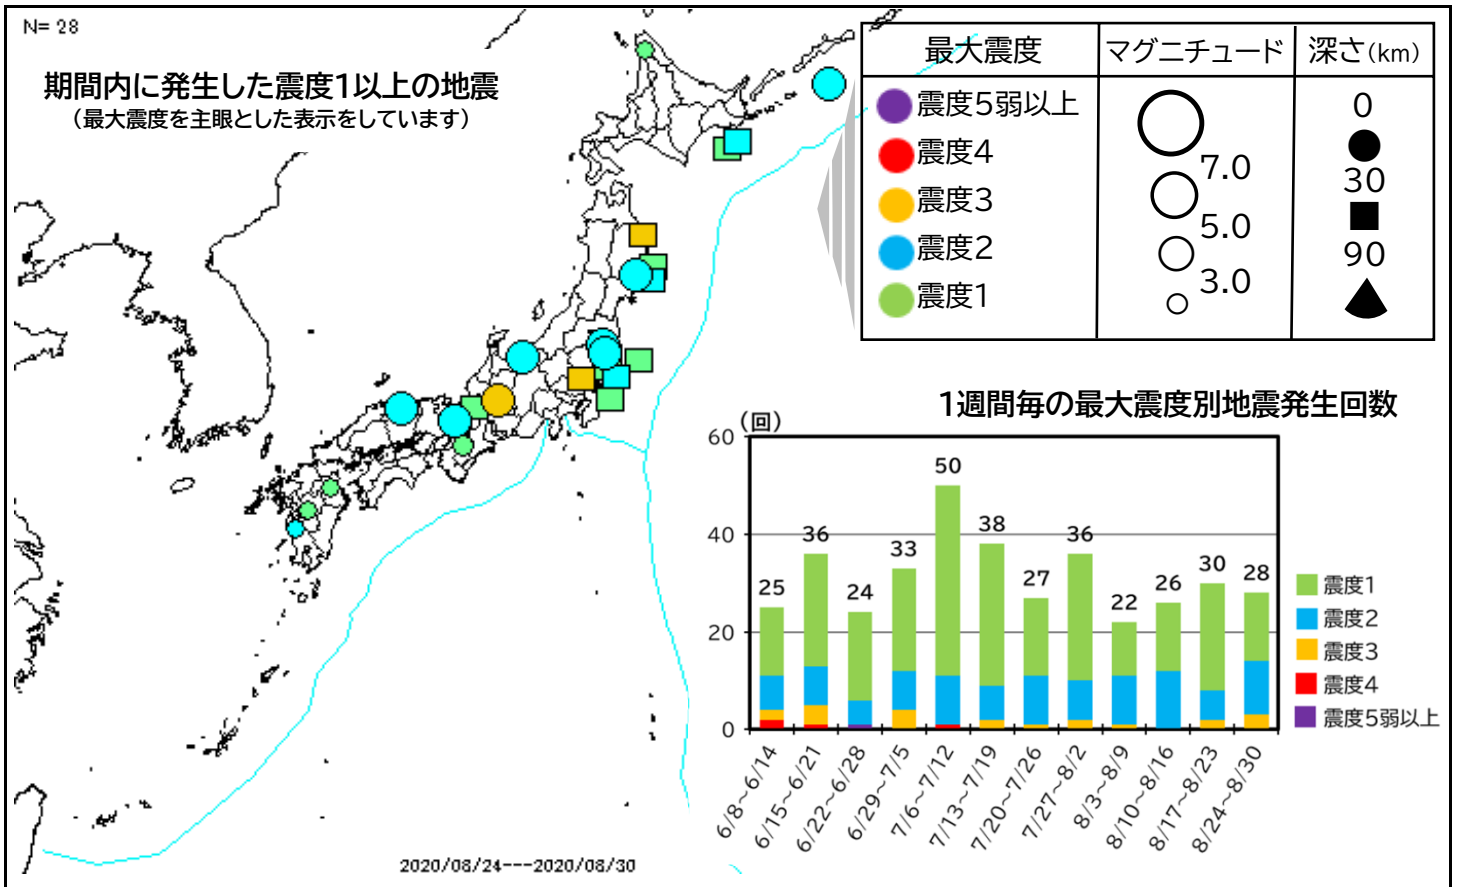 N= 28
期間内に発生した震度1以上の地震
（最大震度を主眼とした表示をしています）
最大震度 マグニチュード 深さ(km)
震度5弱以上
震度4
震度3
震度2
震度1
7.0
5.0
3.0
0
30
90
1週間毎の最大震度別地震発生回数
(回)
60
40
20
0
25
36
24
33
50
38
27
36
22
26
30
28
6/8～6/14
6/15～6/21
6/22～6/28
6/29～7/5
7/6～7/12
7/13～7/19
7/20～7/26
7/27～8/2
8/3～8/9
8/10～8/16
8/17～8/23
8/24～8/30
震度1
震度2
震度3
震度4
震度5弱以上
2020/08/24---2020/08/30